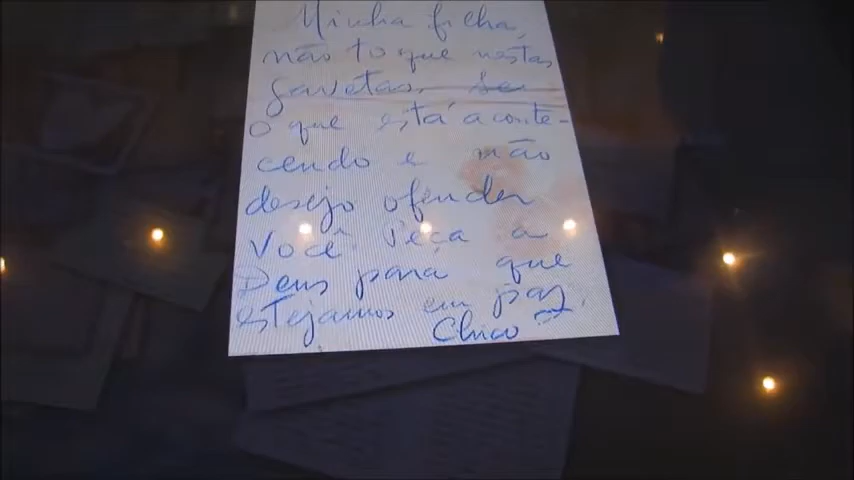 Minha filha,
não toque nestas
gavetas. Sei
o que está aconte-
cendo e não
desejo ofender
você. Peça a
Deus para que
estejamos em paz.
Chico